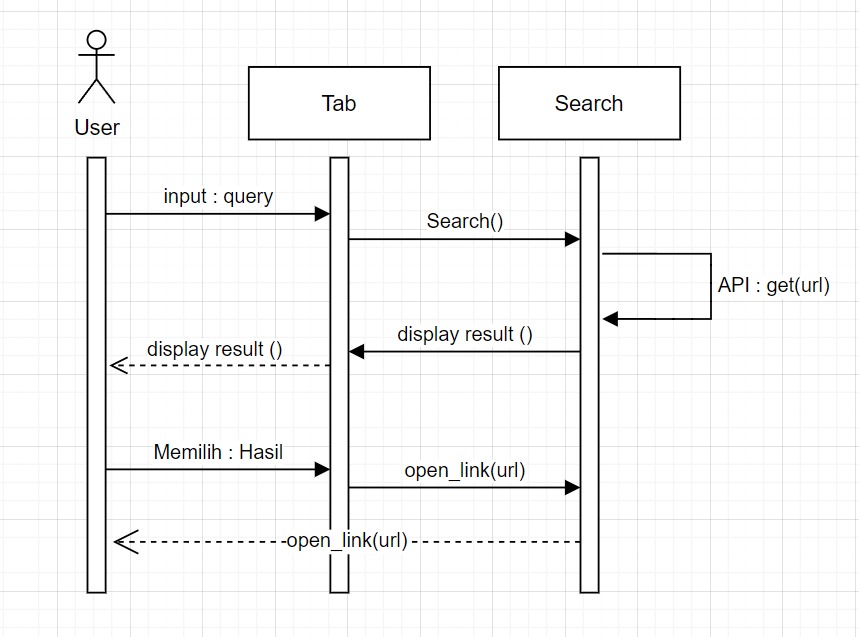 User
Tab
Search
input : query
Search()
API : get(url)
display result ()
display result ()
Memilih : Hasil
open_link(url)
open_link(url)